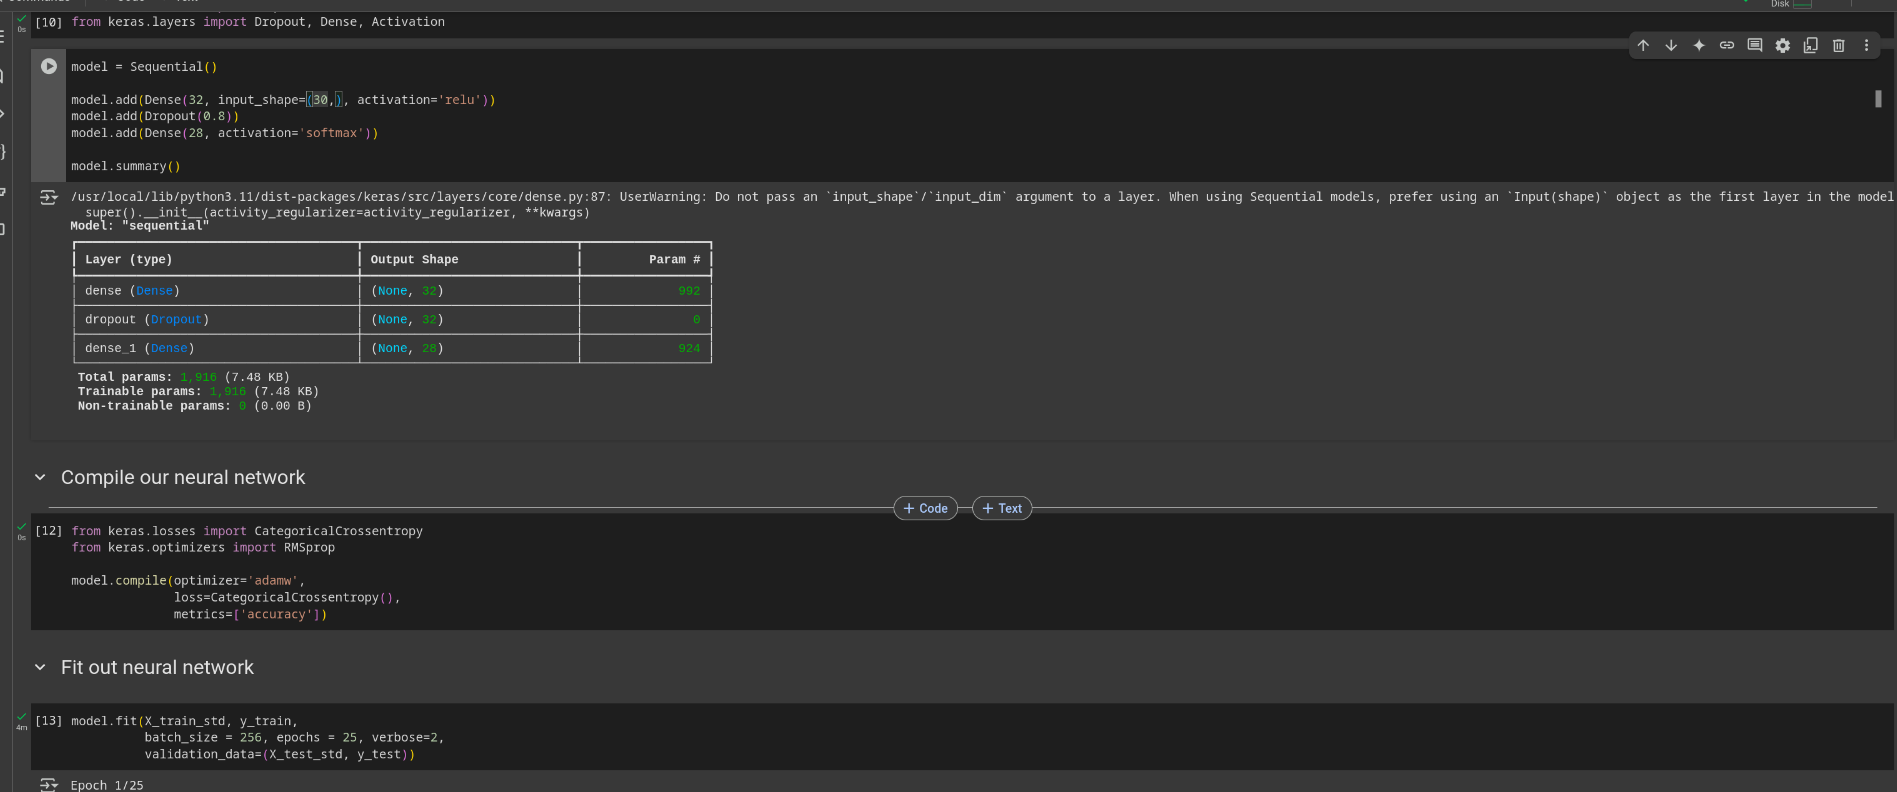 Disk
[10] from keras.layers import Dropout, Dense, Activation
0s
model = Sequential()
model.add(Dense(32, input_shape=(30,), activation='relu'))
model.add(Dropout(0.8))
model.add(Dense(28, activation='softmax'))
model.summary()
/usr/local/lib/python3.11/dist-packages/keras/src/layers/core/dense.py:87: UserWarning: Do not pass an `input_shape`/`input_dim` argument to a layer. When using Sequential models, prefer using an `Input(shape)` object as the first layer in the model
super().__init__(activity_regularizer=activity_regularizer, **kwargs)
Model: "sequential"
Layer (type) Output Shape Param #
dense (Dense) (None, 32) 992
dropout (Dropout) (None, 32) 0
dense_1 (Dense) (None, 28) 924
Total params: 1,916 (7.48 KB)
Trainable params: 1,916 (7.48 KB)
Non-trainable params: 0 (0.00 B)
Compile our neural network
+ Code + Text
[12] from keras.losses import CategoricalCrossentropy
0s
from keras.optimizers import RMSprop
model.compile(optimizer='adamw',
loss=CategoricalCrossentropy(),
metrics=['accuracy'])
Fit out neural network
[13] model.fit(X_train_std, y_train,
4m
batch_size = 256, epochs = 25, verbose=2,
validation_data=(X_test_std, y_test))
Epoch 1/25